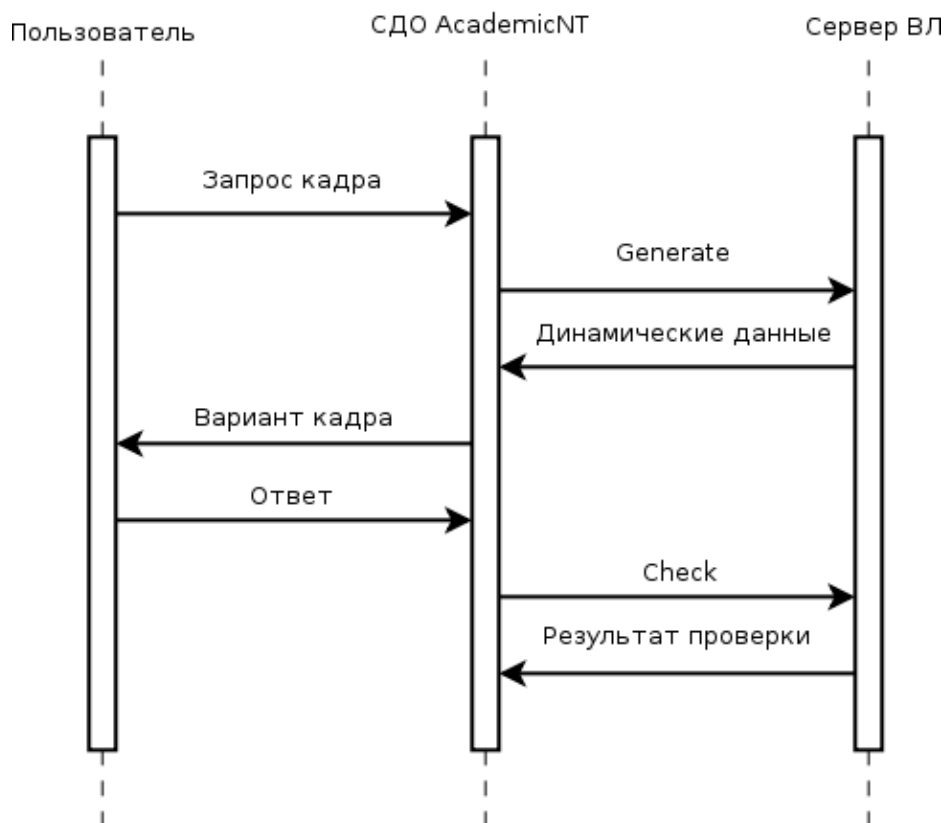 Пользователь
СДО AcademicNT
Сервер ВЛ
Запрос кадра
Generate
Динамические данные
Вариант кадра
Ответ
Check
Результат проверки